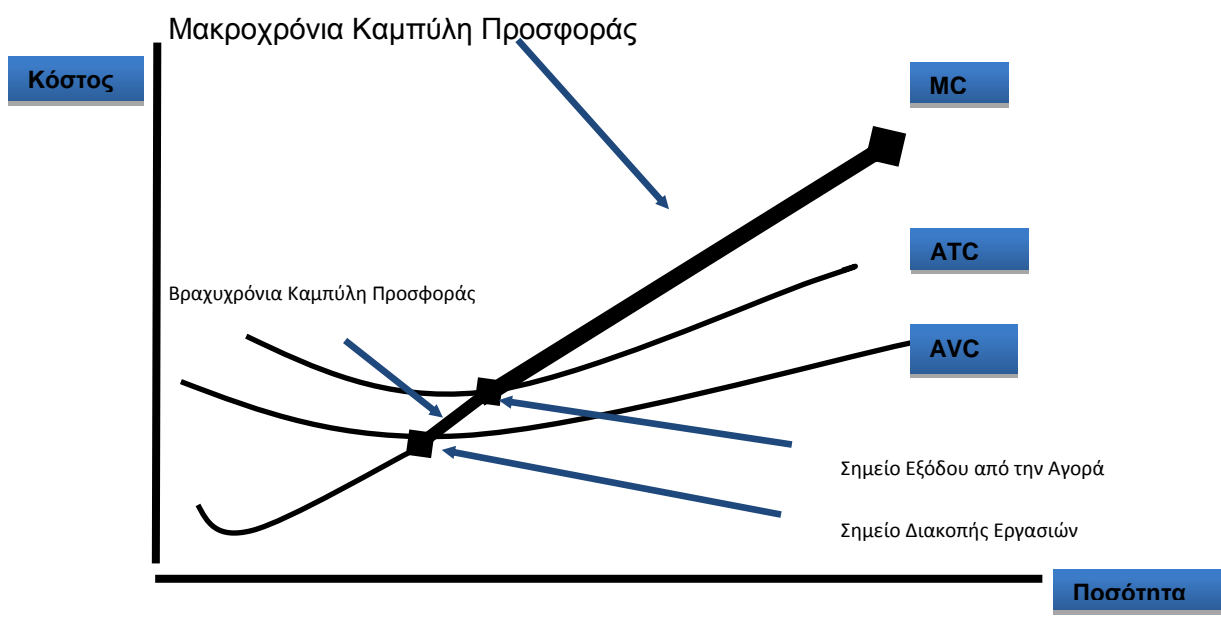 Μακροχρόνια Καμπύλη Προσφοράς
Κόστος
MC
ATC
Βραχυχρόνια Καμπύλη Προσφοράς
AVC
Σημείο Εξόδου από την Αγορά
Σημείο Διακοπής Εργασιών
Ποσότητα